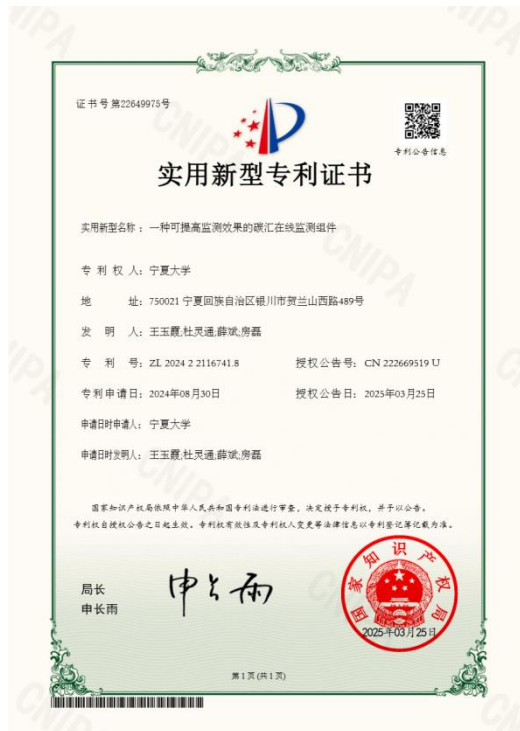 证书号第22649975号
专利公告信息
实用新型专利证书
实用新型名称：一种可提高监测效果的碳汇在线监测组件
专利权人：宁夏大学
地址：750021 宁夏回族自治区银川市贺兰山西路489号
发明人：王玉霞;杜灵通;薛斌;房磊
专利号：ZL 2024 2 2116741.8 授权公告号：CN 222669519 U
专利申请日：2024年08月30日 授权公告日：2025年03月25日
申请日时申请人：宁夏大学
申请日时发明人：王玉霞;杜灵通;薛斌;房磊
国家知识产权局依照中华人民共和国专利法进行审查，决定授予专利权，并予以公告。
专利权自授权公告之日起生效。专利权有效性及专利权人变更等法律信息以专利登记簿记载为准。
局长
申长雨
申长雨
国家知识产权局
2025年03月25日
第1页(共1页)
CNIPA